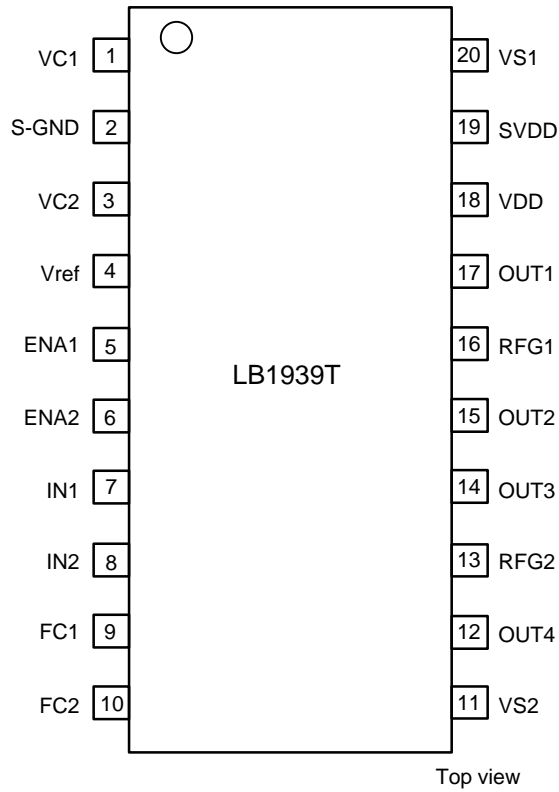 VC1 1 20 VS1
S-GND 2 19 SVDD
VC2 3 18 VDD
Vref 4 17 OUT1
ENA1 5 16 RFG1
LB1939T
ENA2 6 15 OUT2
IN1 7 14 OUT3
IN2 8 13 RFG2
FC1 9 12 OUT4
FC2 10 11 VS2
Top view